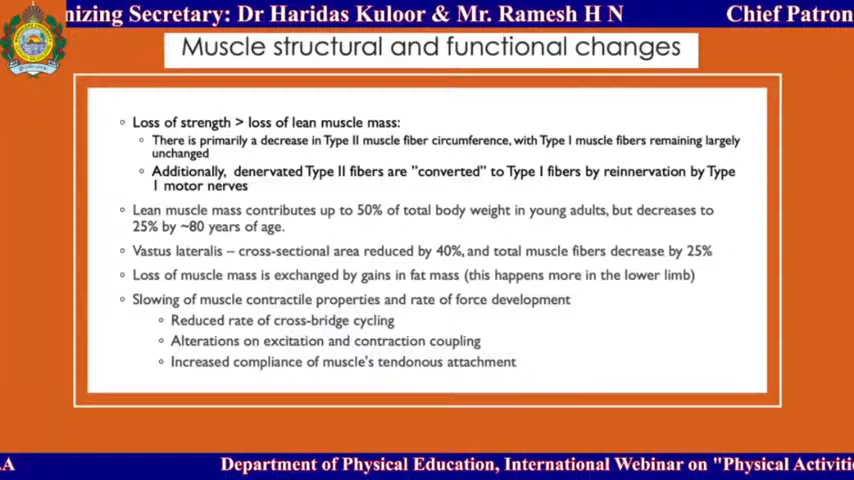 nizing Secretary: Dr Haridas Kuloor & Mr. Ramesh H N Chief Patron
Muscle structural and functional changes
◦ Loss of strength > loss of lean muscle mass:
◦ There is primarily a decrease in Type II muscle fiber circumference, with Type I muscle fibers remaining largely
unchanged
◦ Additionally, denervated Type II fibers are "converted" to Type I fibers by reinnervation by Type
I motor nerves
◦ Lean muscle mass contributes up to 50% of total body weight in young adults, but decreases to
25% by ~80 years of age.
◦ Vastus lateralis – cross-sectional area reduced by 40%, and total muscle fibers decrease by 25%
◦ Loss of muscle mass is exchanged by gains in fat mass (this happens more in the lower limb)
◦ Slowing of muscle contractile properties and rate of force development
◦ Reduced rate of cross-bridge cycling
◦ Alterations on excitation and contraction coupling
◦ Increased compliance of muscle's tendonous attachment
.A Department of Physical Education, International Webinar on "Physical Activitie